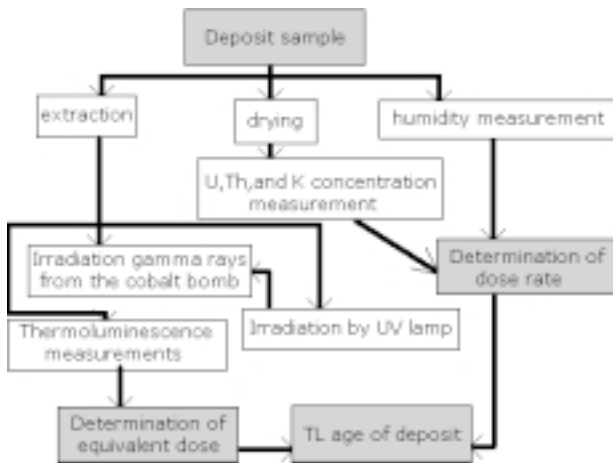 Deposit sample
extraction
drying
humidity measurement
U,Th,and K concentration
measurement
Irradiation gamma rays
from the cobalt bomb
Determination of
dose rate
Irradiation by UV lamp
Thermoluminescence
measurements
Determination of
equivalent dose
TL age of deposit